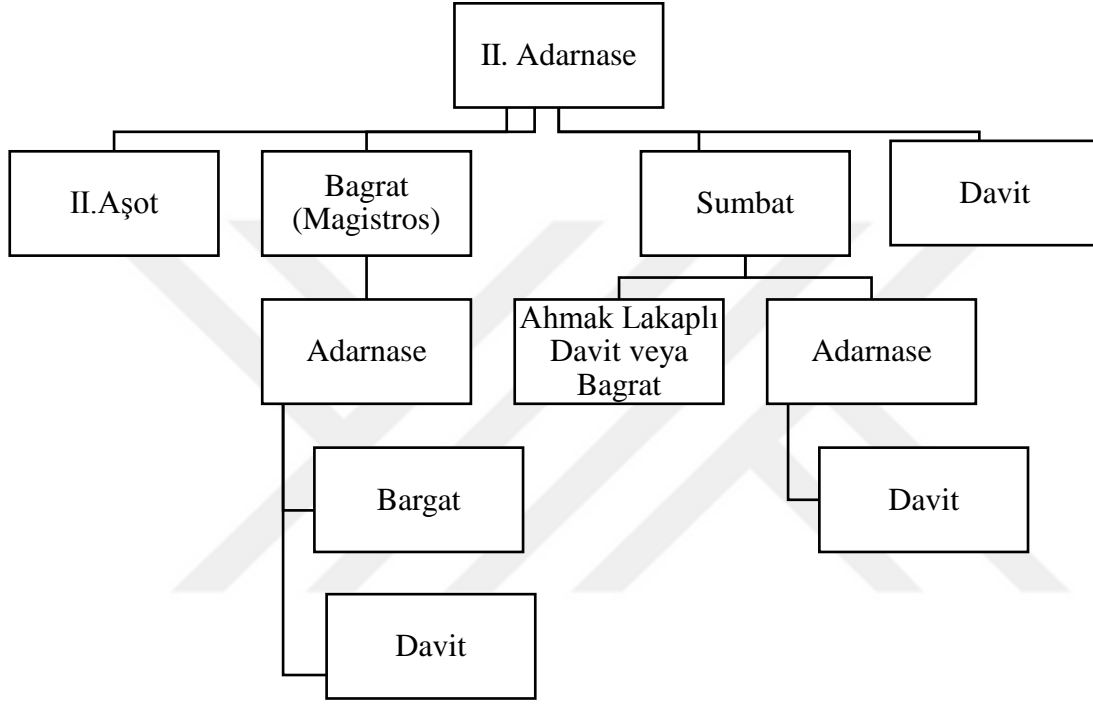 II. Adarnase
II.Aşot
Bagrat
(Magistros)
Sumbat
Davit
Adarnase
Ahmak Lakaplı
Davit veya
Bagrat
Adarnase
Bargat
Davit
Davit